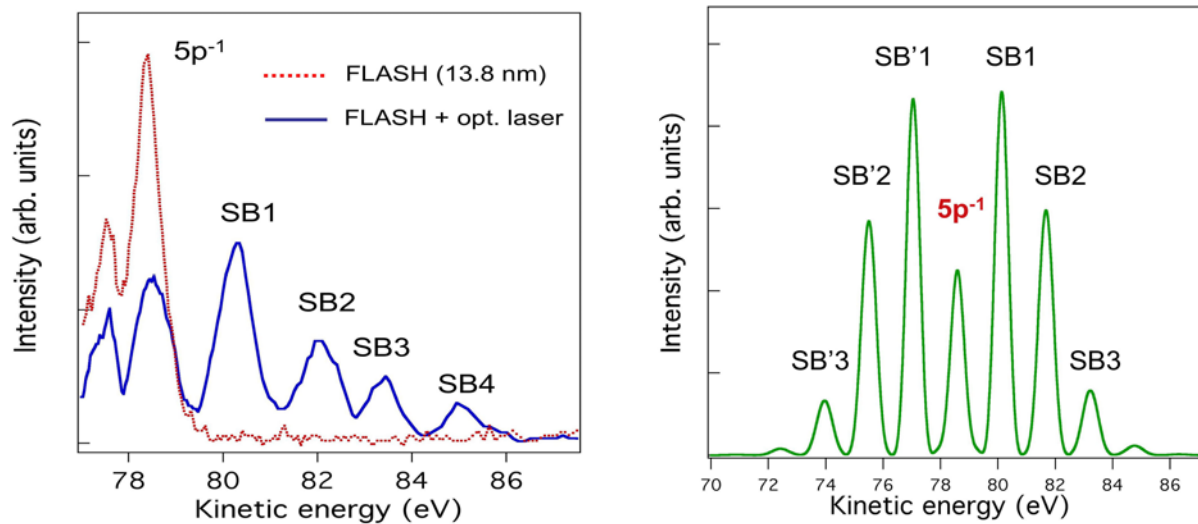 5p⁻¹
FLASH (13.8 nm)
FLASH + opt. laser
SB1
SB2
SB3
SB4
Intensity (arb. units)
78 80 82 84 86
Kinetic energy (eV)
SB'1 SB1
SB'2 SB2
5p⁻¹
SB'3 SB3
Intensity (arb. units)
70 72 74 76 78 80 82 84 86
Kinetic energy (eV)